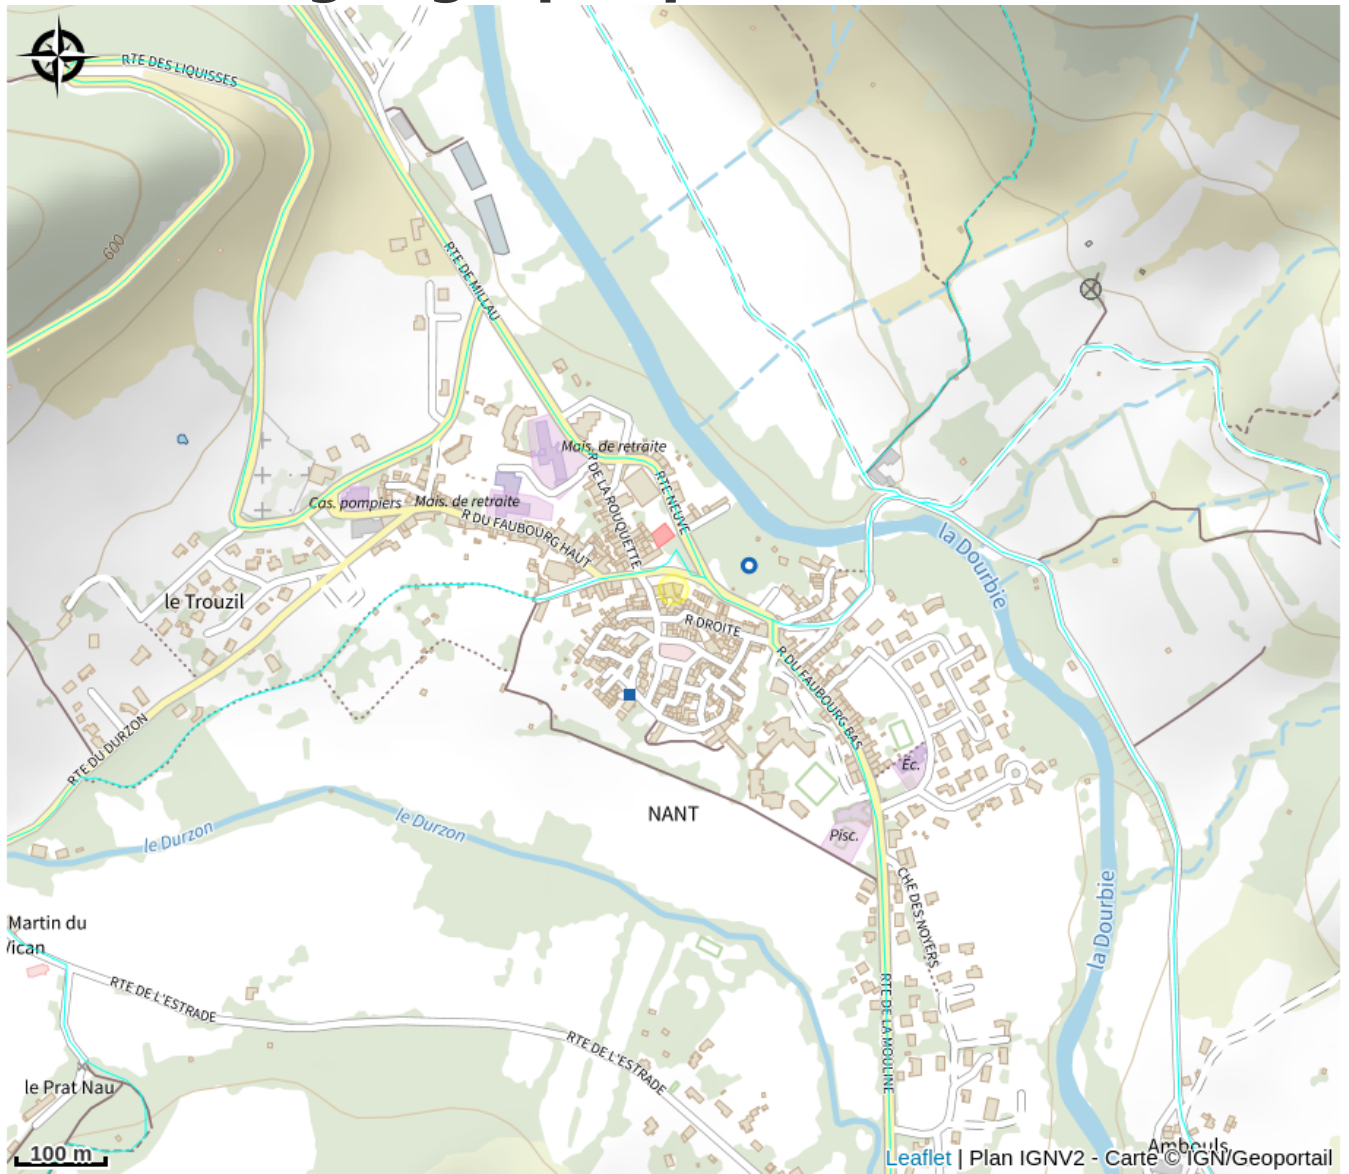 RTE DES LIQUISSES
600
RTE DE MILLAU
Mais. de retraite
R DE LA ROUQUETTE
RTE NEUVE
Cas. pompiers
Mais. de retraite
R DU FAUBOURG HAUT
la Dourbie
le Trouzil
R DROITE
R DU FAUBOURG BAS
RTE DU DURZON
Éc.
le Durzon
le Durzon
NANT
Pisc.
CHE DES NOYERS
la Dourbie
Martin du
Vican
RTE DE L'ESTRADE
RTE DE LA MOULINE
RTE DE L'ESTRADE
le Prat Nau
Ambouls
100 m
Leaflet | Plan IGNV2 - Carte © IGN/Geoportail